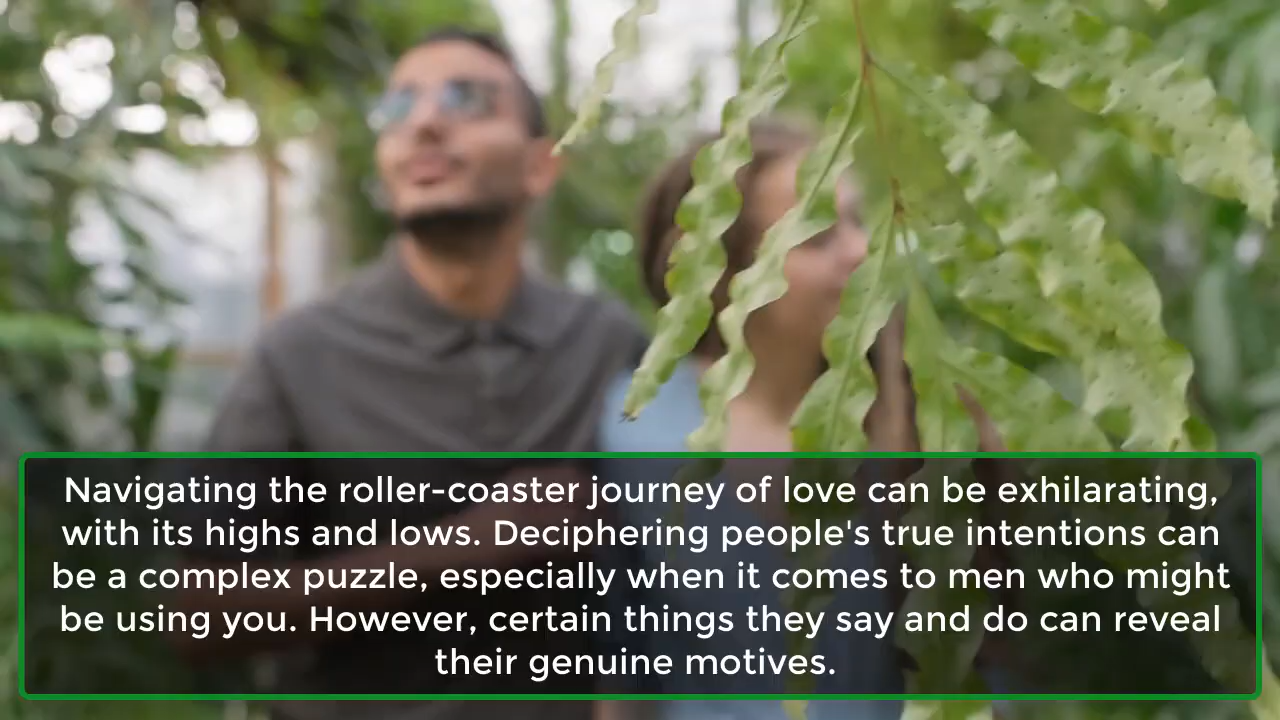 Navigating the roller-coaster journey of love can be exhilarating,
with its highs and lows. Deciphering people's true intentions can
be a complex puzzle, especially when it comes to men who might
be using you. However, certain things they say and do can reveal
their genuine motives.